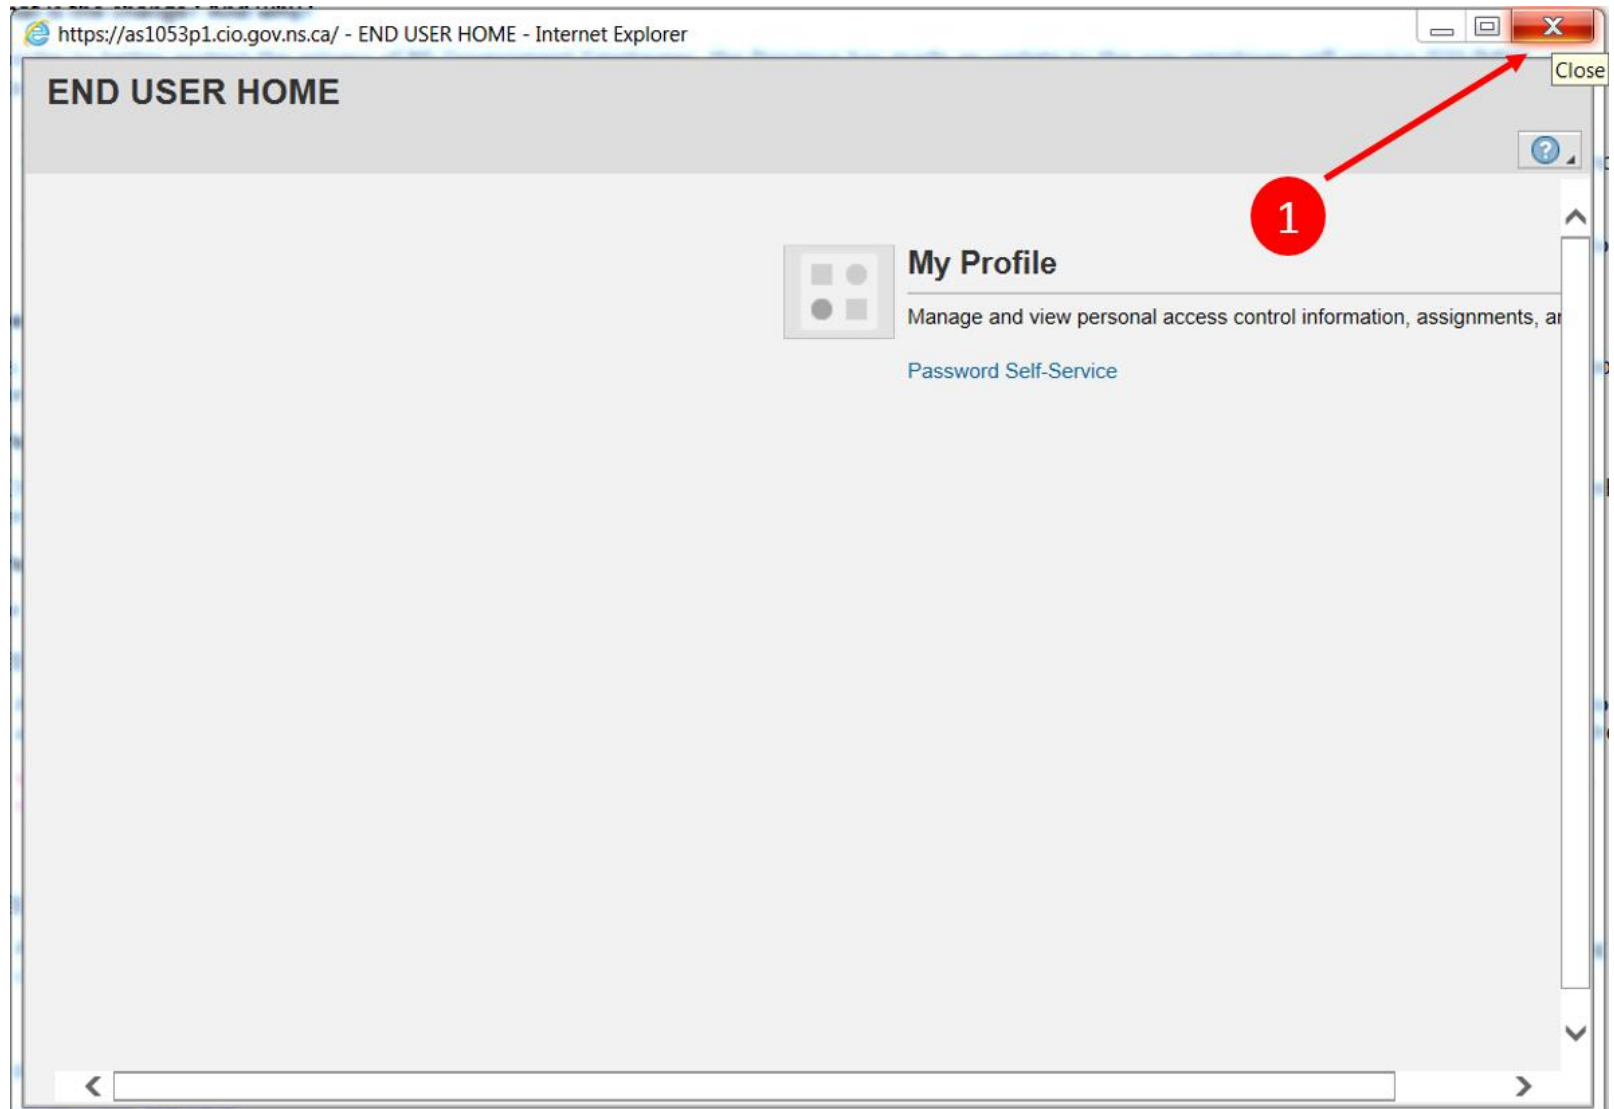 https://as1053p1.cio.gov.ns.ca/ - END USER HOME - Internet Explorer
X
Close
END USER HOME
?
1
My Profile
Manage and view personal access control information, assignments, ar
Password Self-Service